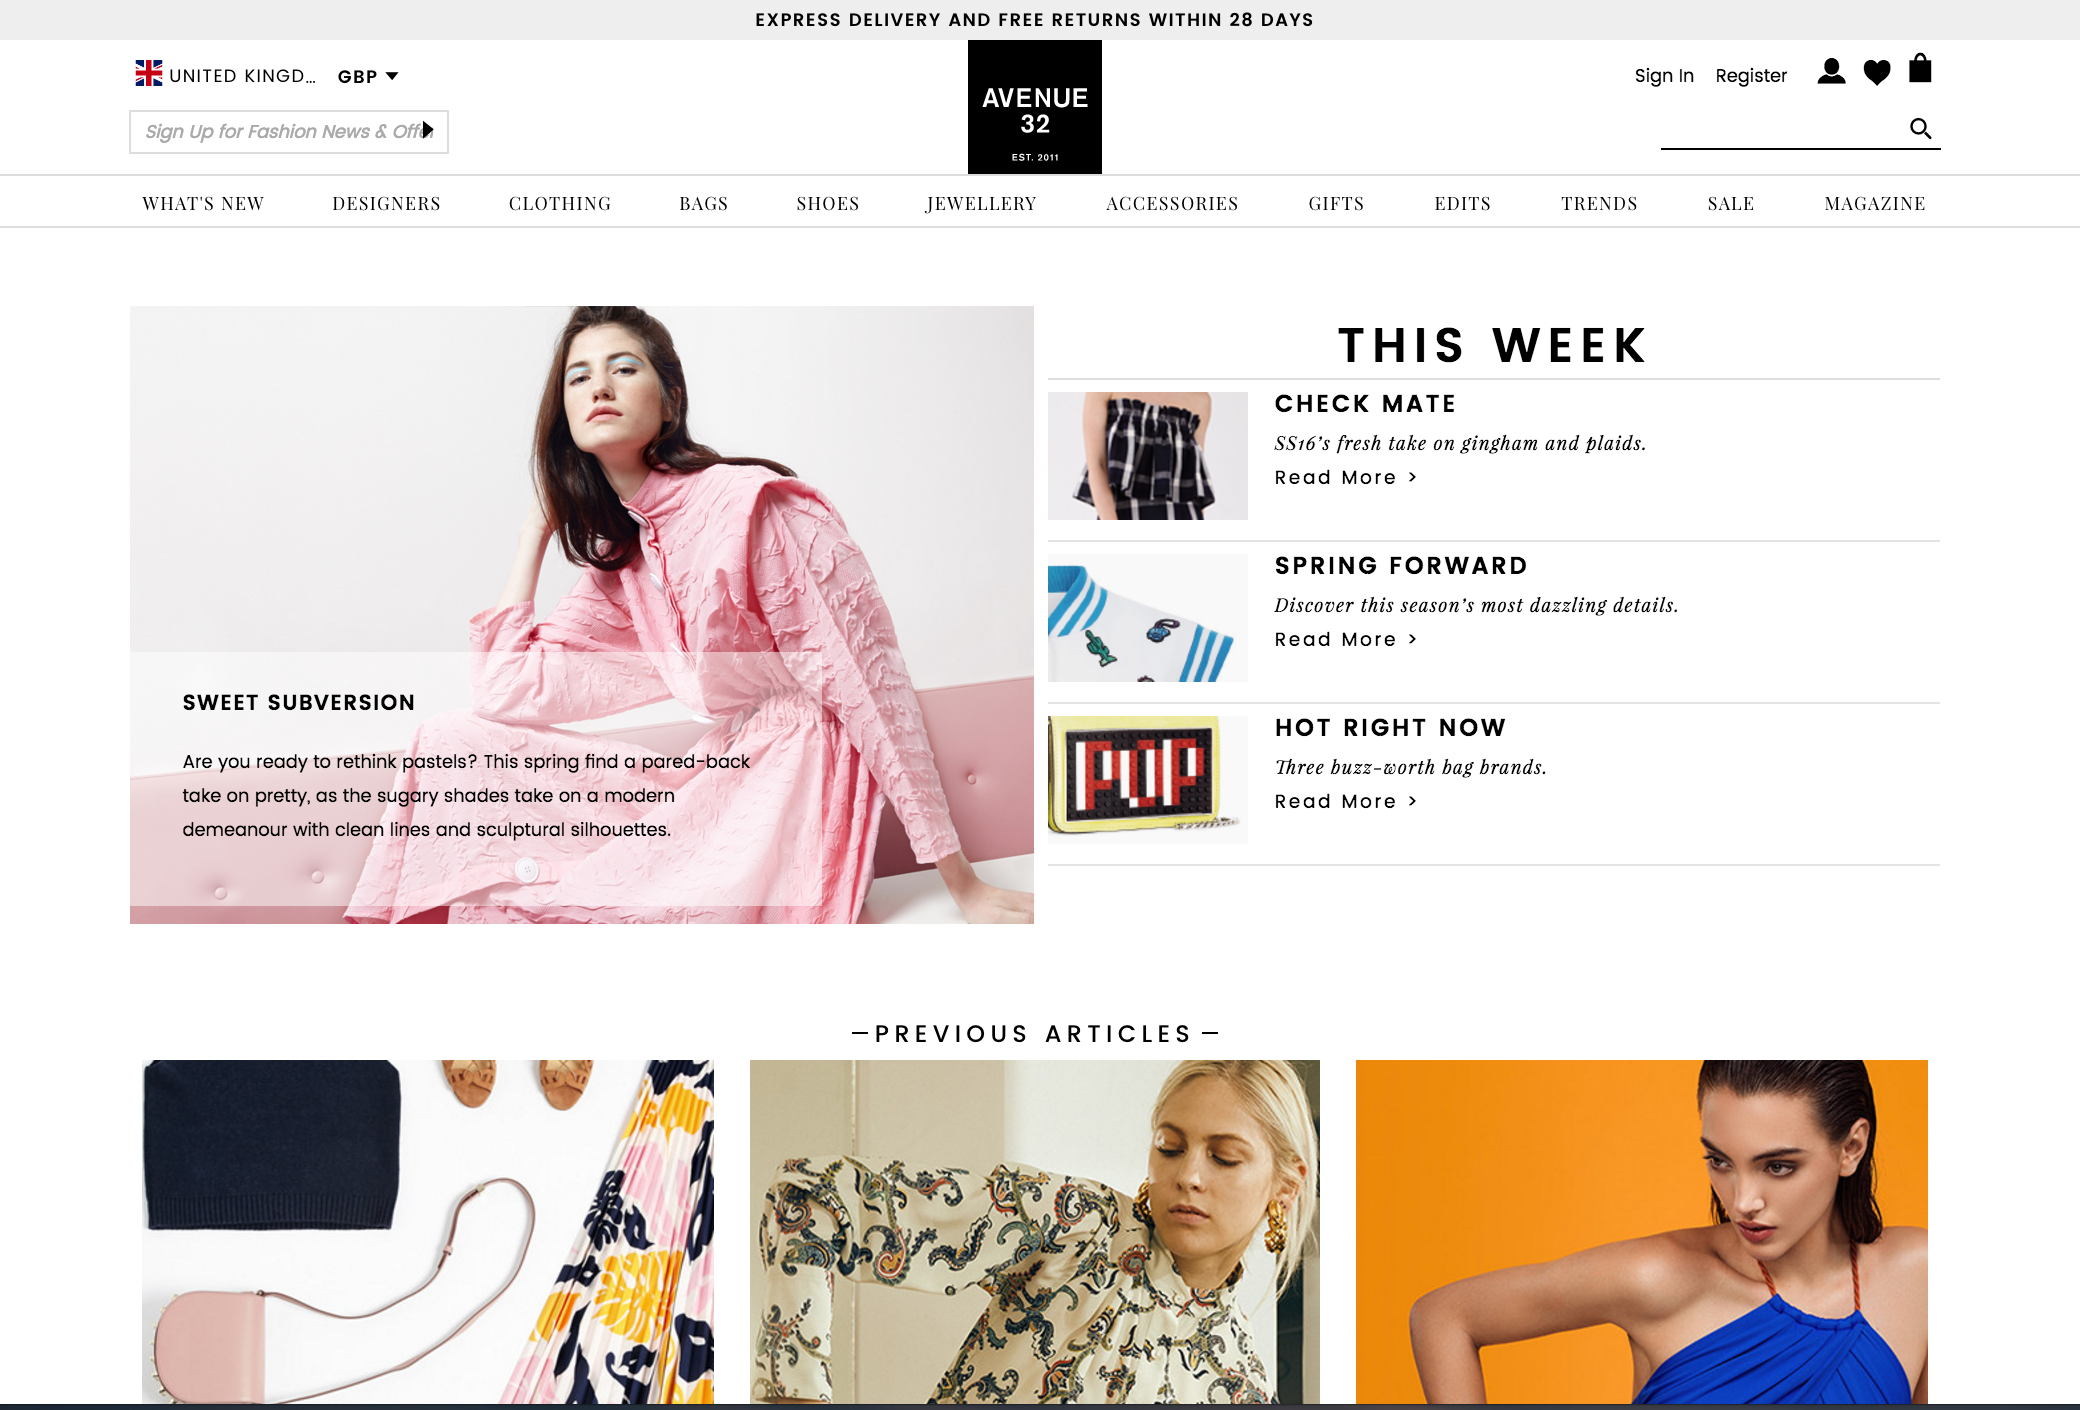 EXPRESS DELIVERY AND FREE RETURNS WITHIN 28 DAYS
UNITED KINGD... GBP
Sign In Register
Sign Up for Fashion News & Offer
AVENUE
32
EST. 2011
WHAT'S NEW DESIGNERS CLOTHING BAGS SHOES JEWELLERY ACCESSORIES GIFTS EDITS TRENDS SALE MAGAZINE
SWEET SUBVERSION
Are you ready to rethink pastels? This spring find a pared-back
take on pretty, as the sugary shades take on a modern
demeanour with clean lines and sculptural silhouettes.
THIS WEEK
CHECK MATE
SS16's fresh take on gingham and plaids.
Read More >
SPRING FORWARD
Discover this season's most dazzling details.
Read More >
POP
HOT RIGHT NOW
Three buzz-worth bag brands.
Read More >
—PREVIOUS ARTICLES—